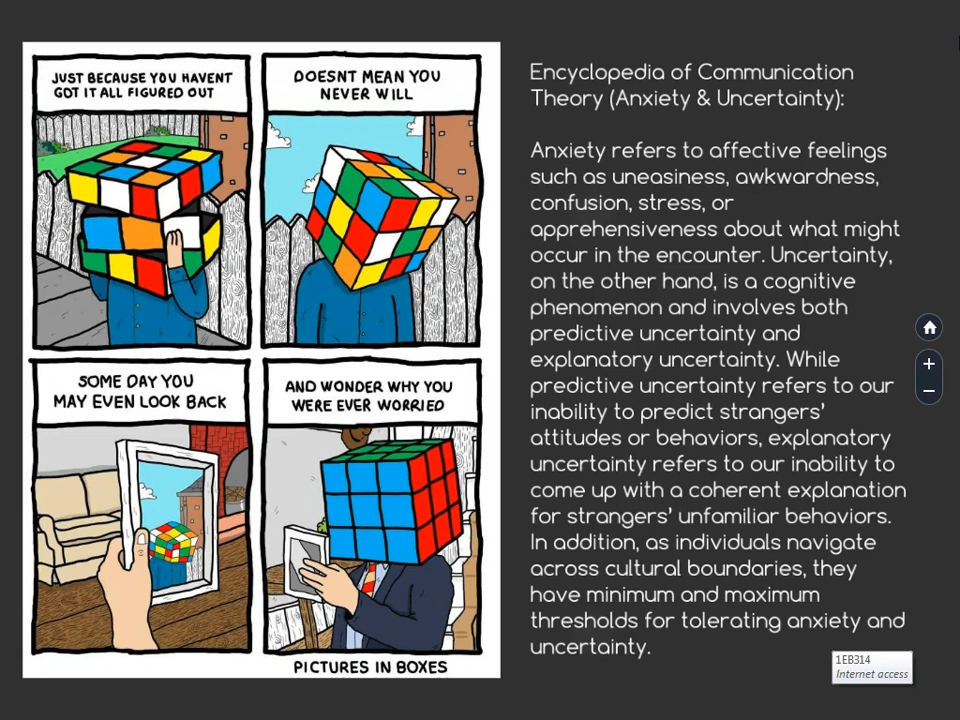 JUST BECAUSE YOU HAVENT
GOT IT ALL FIGURED OUT
DOESNT MEAN YOU
NEVER WILL
SOME DAY YOU
MAY EVEN LOOK BACK
AND WONDER WHY YOU
WERE EVER WORRIED
PICTURES IN BOXES
Encyclopedia of Communication
Theory (Anxiety & Uncertainty):
Anxiety refers to affective feelings
such as uneasiness, awkwardness,
confusion, stress, or
apprehensiveness about what might
occur in the encounter. Uncertainty,
on the other hand, is a cognitive
phenomenon and involves both
predictive uncertainty and
explanatory uncertainty. While
predictive uncertainty refers to our
inability to predict strangers’
attitudes or behaviors, explanatory
uncertainty refers to our inability to
come up with a coherent explanation
for strangers’ unfamiliar behaviors.
In addition, as individuals navigate
across cultural boundaries, they
have minimum and maximum
thresholds for tolerating anxiety and
uncertainty.
1EB314
Internet access